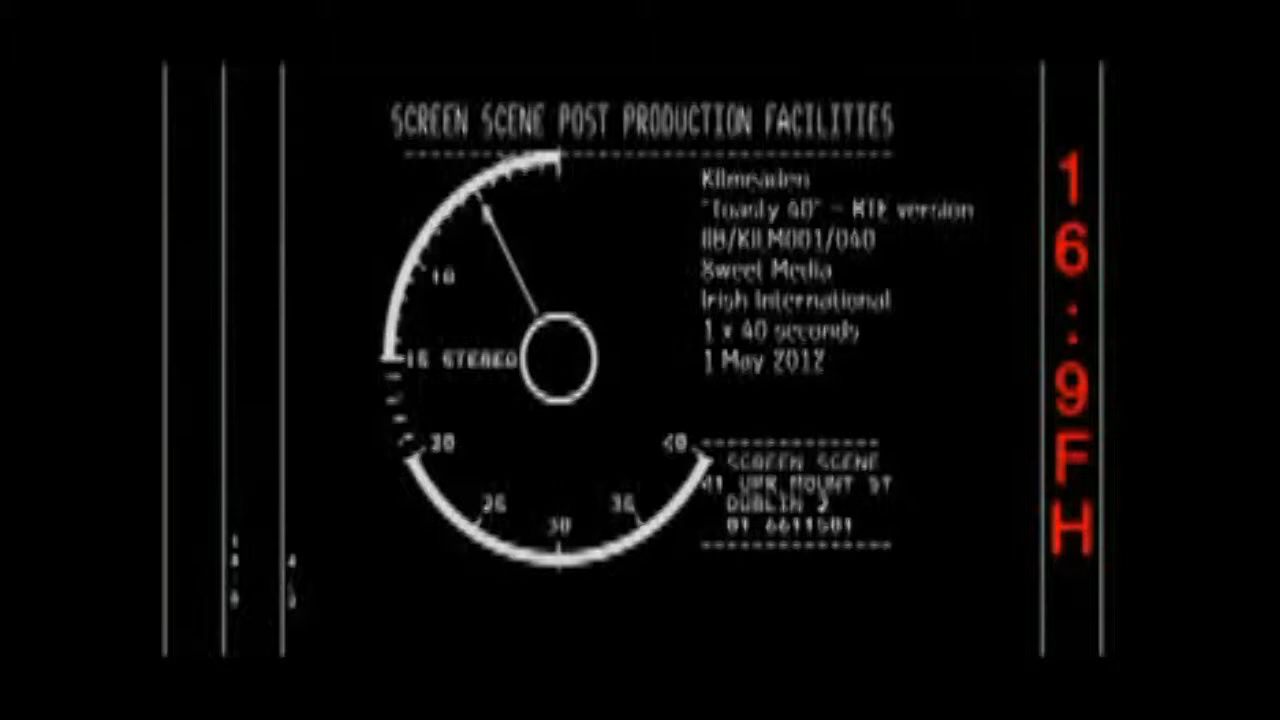 SCREEN SCENE POST PRODUCTION FACILITIES
Kilmeaden
"Toasty 40" - RTE version
IIB/KILM001/040
Sweet Media
Irish International
1 x 40 seconds
1 May 2012
10
15 STEREO
20
25
30
35
40
SCREEN SCENE
41 UPR MOUNT ST
DUBLIN 2
01 6611501
16:9FH